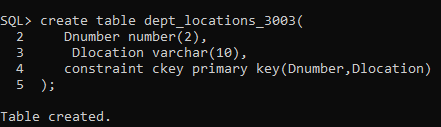 SQL> create table dept_locations_3003(
  2     Dnumber number(2),
  3      Dlocation varchar(10),
  4     constraint ckey primary key(Dnumber,Dlocation)
  5  );
Table created.